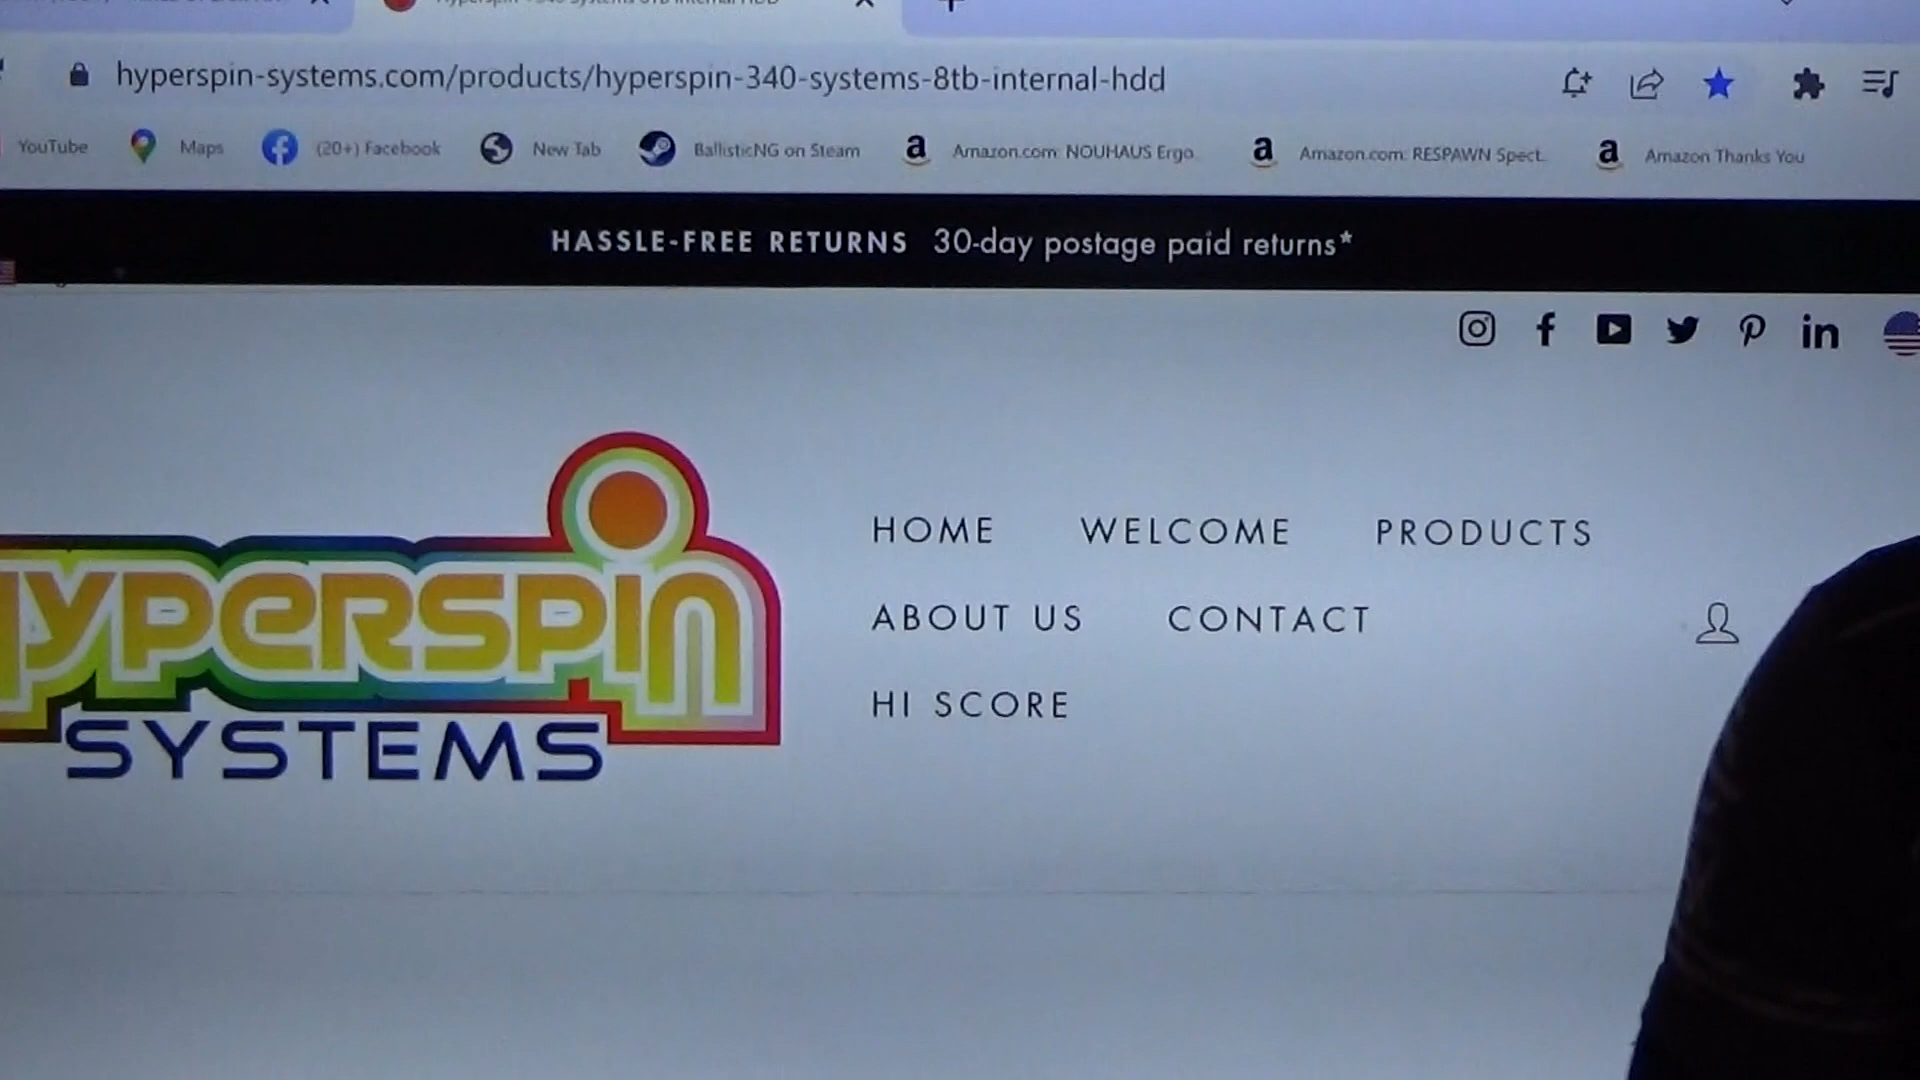 hyperspin-systems.com/products/hyperspin-340-systems-8tb-internal-hdd
YouTube Maps (20+) Facebook New Tab BallisticNG on Steam Amazon.com: NOUHAUS Ergo Amazon.com: RESPAWN Spect... Amazon Thanks You
HASSLE-FREE RETURNS 30-day postage paid returns*
HOME WELCOME PRODUCTS
ABOUT US CONTACT
HI SCORE
yperspin
SYSTEMS